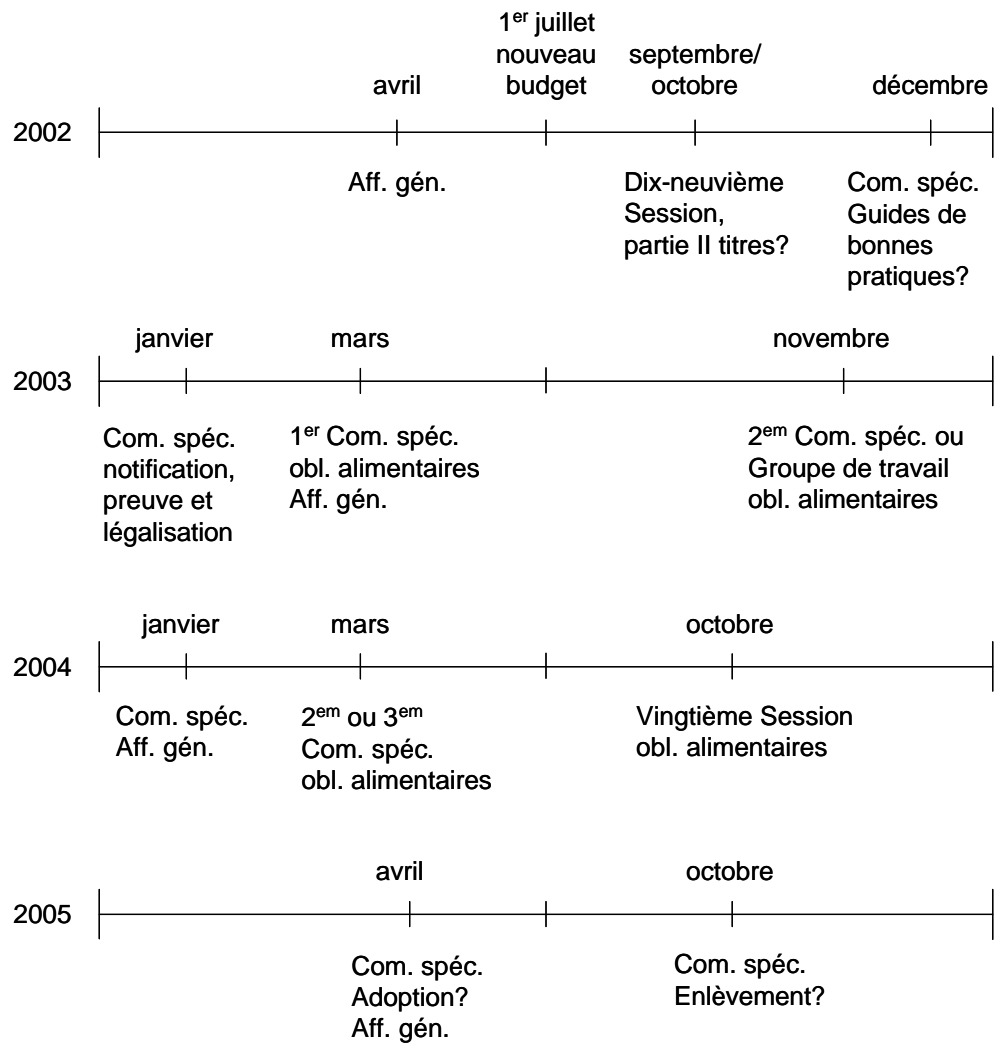 1er juillet
nouveau
budget
septembre/
octobre
avril
décembre
2002
Aff. gén.
Dix-neuvième
Session,
partie II titres?
Com. spéc.
Guides de
bonnes
pratiques?
janvier
mars
novembre
2003
Com. spéc.
notification,
preuve et
légalisation
1er Com. spéc.
obl. alimentaires
Aff. gén.
2em Com. spéc. ou
Groupe de travail
obl. alimentaires
janvier
mars
octobre
2004
Com. spéc.
Aff. gén.
2em ou 3em
Com. spéc.
obl. alimentaires
Vingtième Session
obl. alimentaires
avril
octobre
2005
Com. spéc.
Adoption?
Aff. gén.
Com. spéc.
Enlèvement?